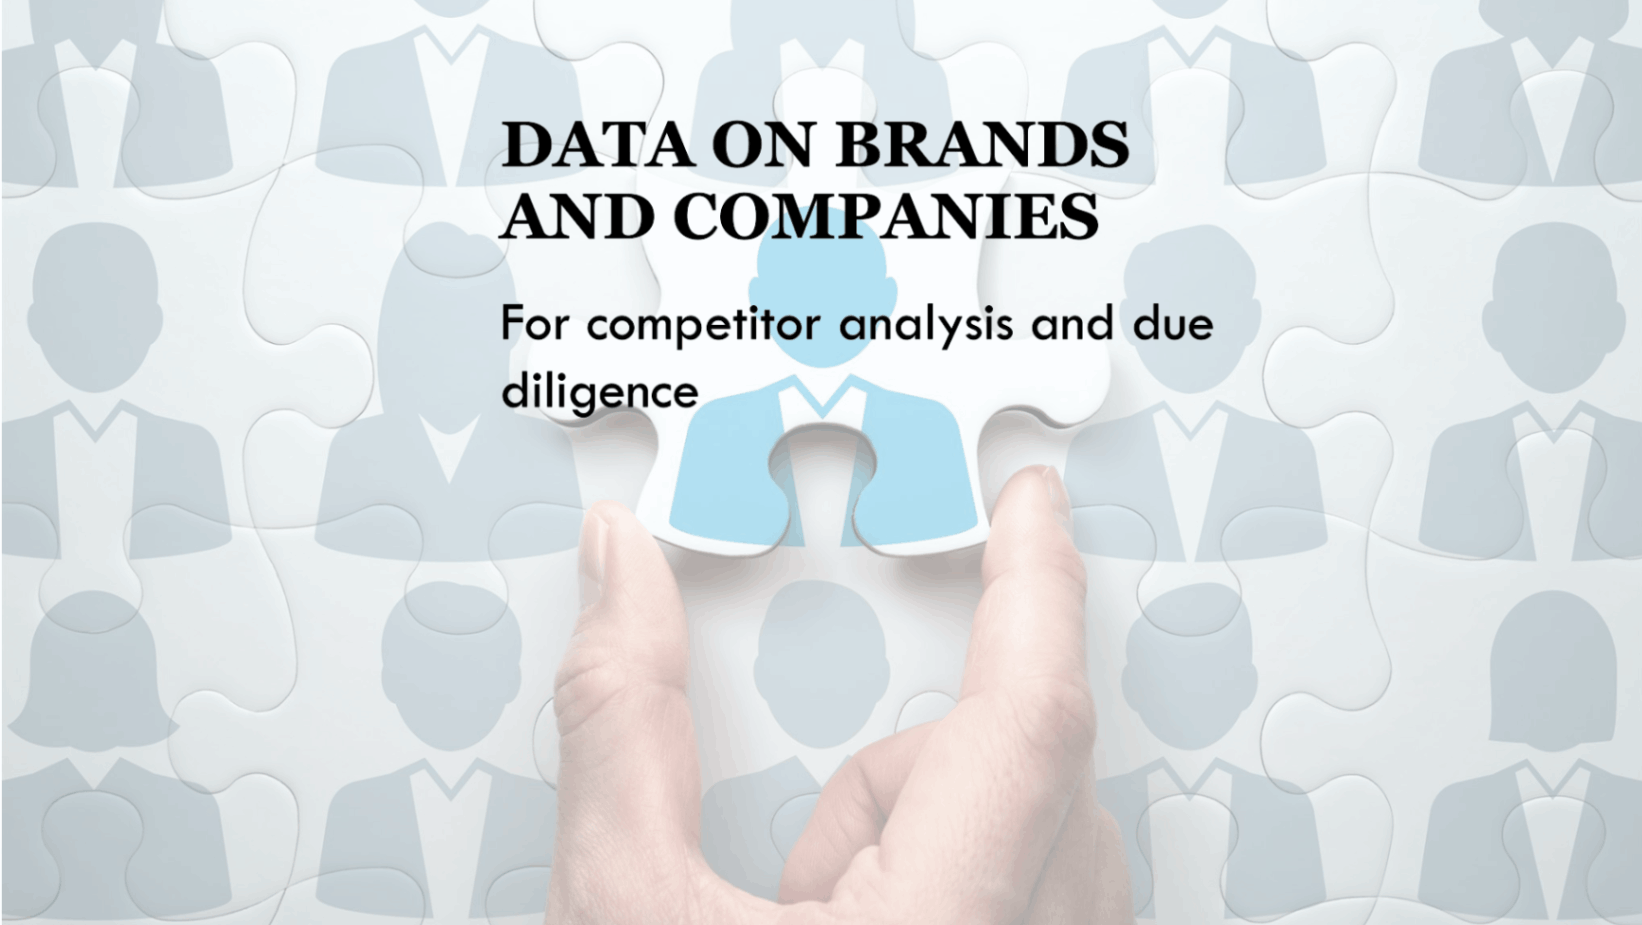 DATA ON BRANDS
AND COMPANIES
For competitor analysis and due
diligence